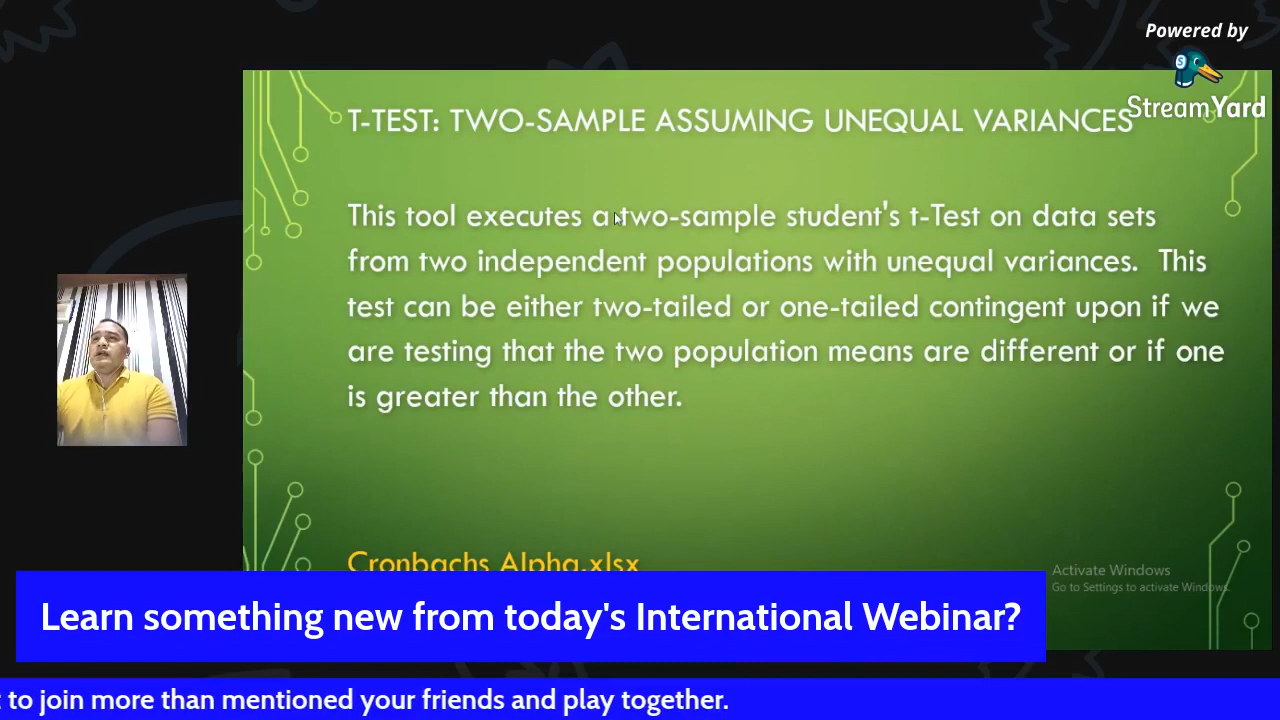 Powered by
StreamYard
T-TEST: TWO-SAMPLE ASSUMING UNEQUAL VARIANCES
This tool executes a two-sample student's t-Test on data sets
from two independent populations with unequal variances. This
test can be either two-tailed or one-tailed contingent upon if we
are testing that the two population means are different or if one
is greater than the other.
Cronbachs Alpha.xlsx
Activate Windows
Go to Settings to activate Windows.
Learn something new from today's International Webinar?
to join more than mentioned your friends and play together.